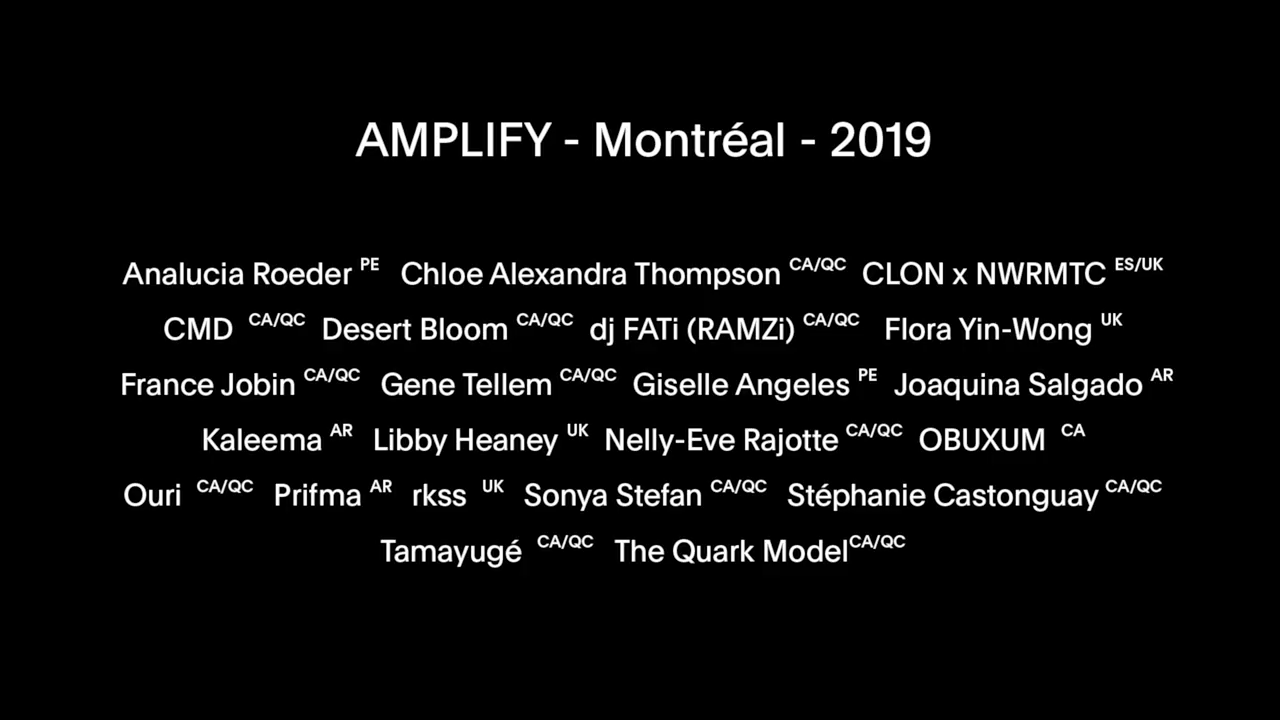 AMPLIFY - Montréal - 2019
Analucia Roeder PE Chloe Alexandra Thompson CA/QC CLON x NWRMTC ES/UK
CMD CA/QC Desert Bloom CA/QC dj FATi (RAMZi) CA/QC Flora Yin-Wong UK
France Jobin CA/QC Gene Tellem CA/QC Giselle Angeles PE Joaquina Salgado AR
Kaleema AR Libby Heaney UK Nelly-Eve Rajotte CA/QC OBUXUM CA
Ouri CA/QC Prifma AR rkss UK Sonya Stefan CA/QC Stéphanie Castonguay CA/QC
Tamayugé CA/QC The Quark Model CA/QC